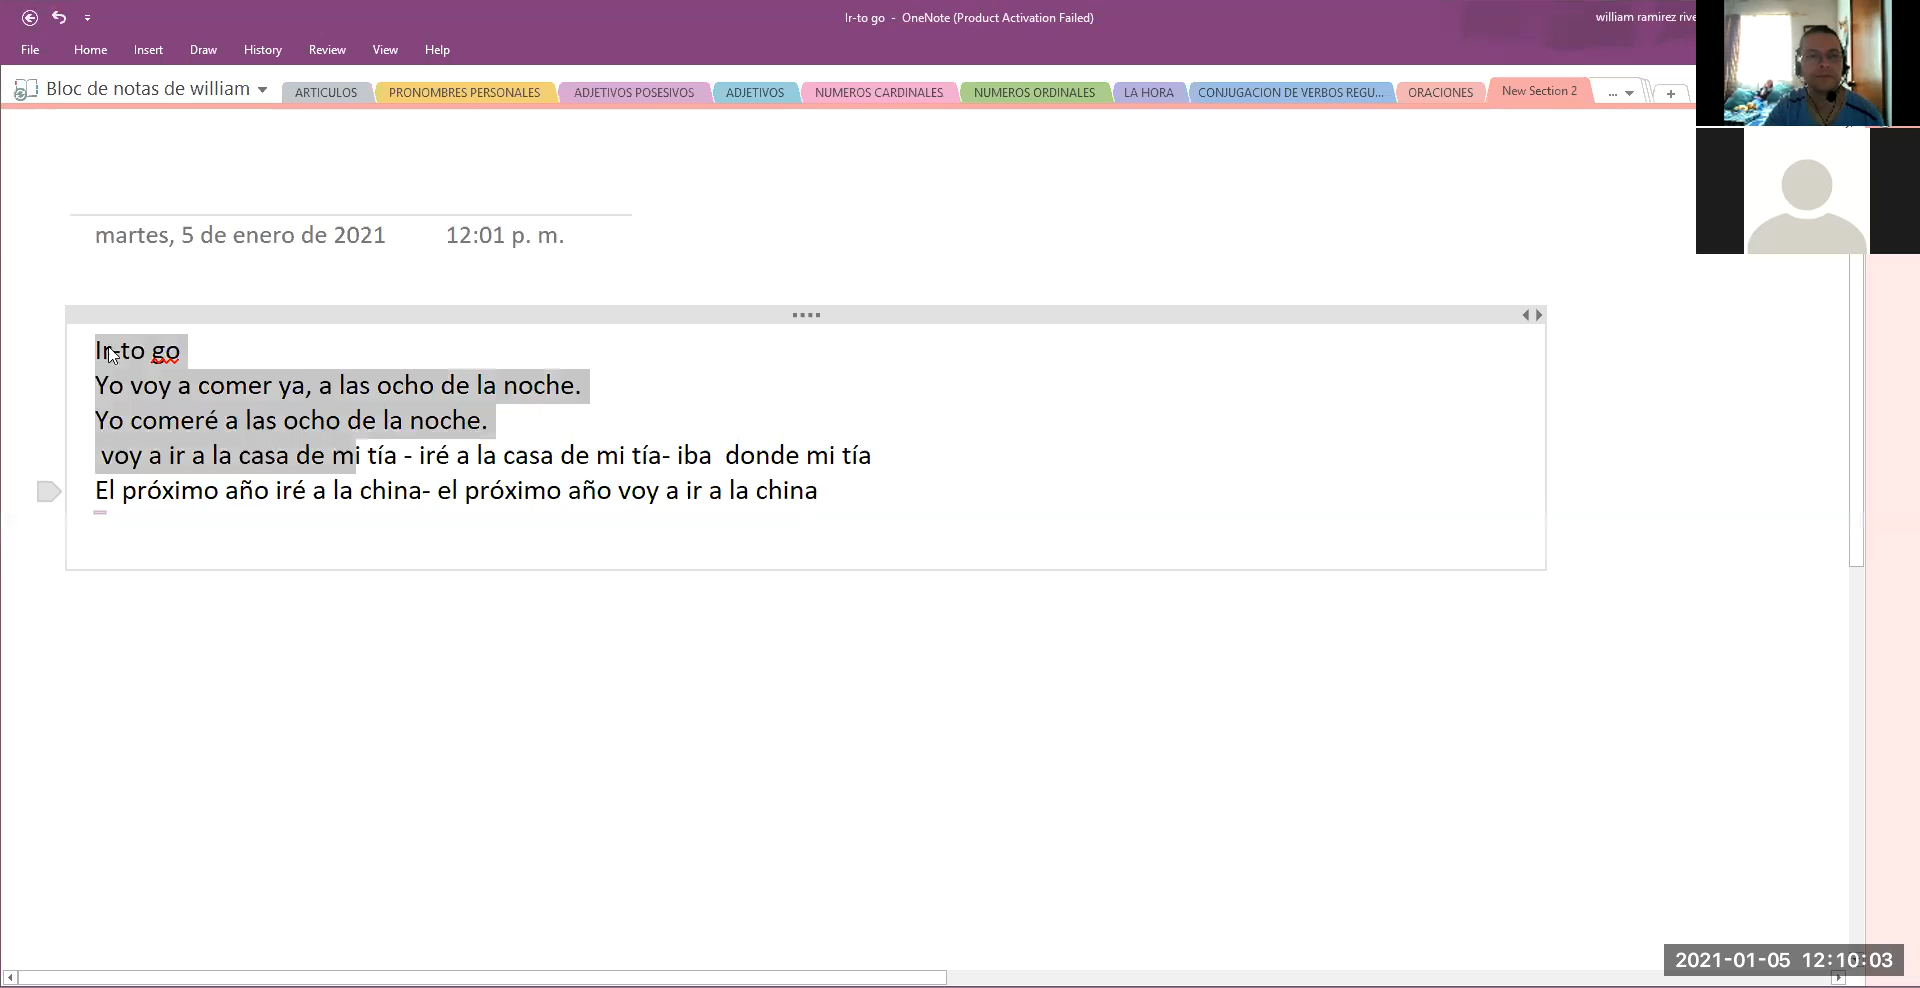 Ir-to go - OneNote (Product Activation Failed)
william ramirez rive
File Home Insert Draw History Review View Help
Bloc de notas de william
ARTICULOS PRONOMBRES PERSONALES ADJETIVOS POSESIVOS ADJETIVOS NUMEROS CARDINALES NUMEROS ORDINALES LA HORA CONJUGACION DE VERBOS REGU... ORACIONES New Section 2 ... +
martes, 5 de enero de 2021 12:01 p. m.
Ir-to go
Yo voy a comer ya, a las ocho de la noche.
Yo comeré a las ocho de la noche.
voy a ir a la casa de mi tía - iré a la casa de mi tía- iba donde mi tía
El próximo año iré a la china- el próximo año voy a ir a la china
2021-01-05 12:10:03